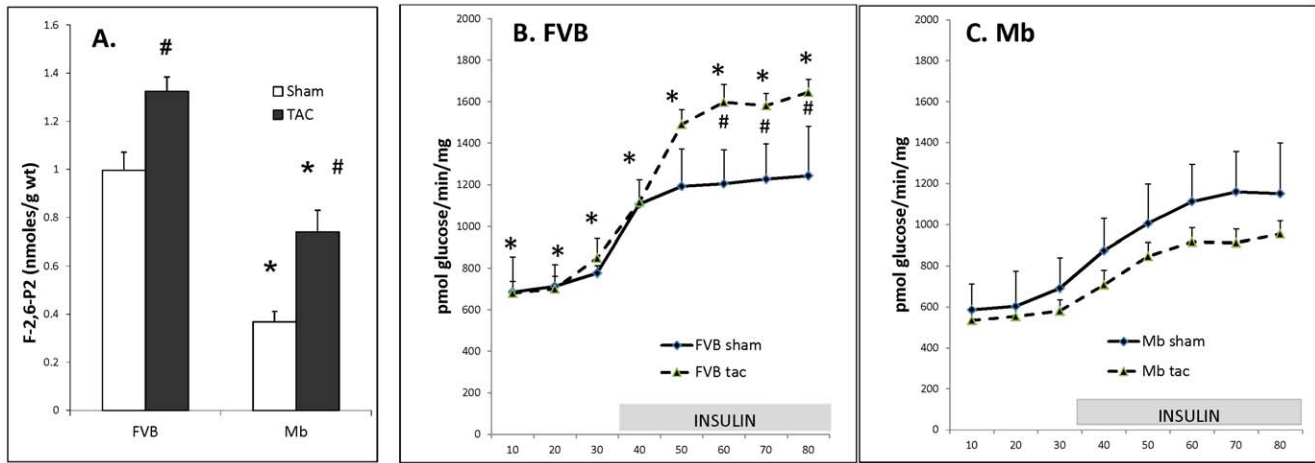 A.
#
* #
*
Sham
TAC
F-2,6-P2 (nmoles/g wt)
1.6
1.4
1.2
1
0.8
0.6
0.4
0.2
0
FVB Mb
B. FVB
pmol glucose/min/mg
2000
1800
1600
1400
1200
1000
800
600
400
200
0
* * * * * * * *
# # #
FVB sham
FVB tac
INSULIN
10 20 30 40 50 60 70 80
C. Mb
pmol glucose/min/mg
2000
1800
1600
1400
1200
1000
800
600
400
200
0
Mb sham
Mb tac
INSULIN
10 20 30 40 50 60 70 80